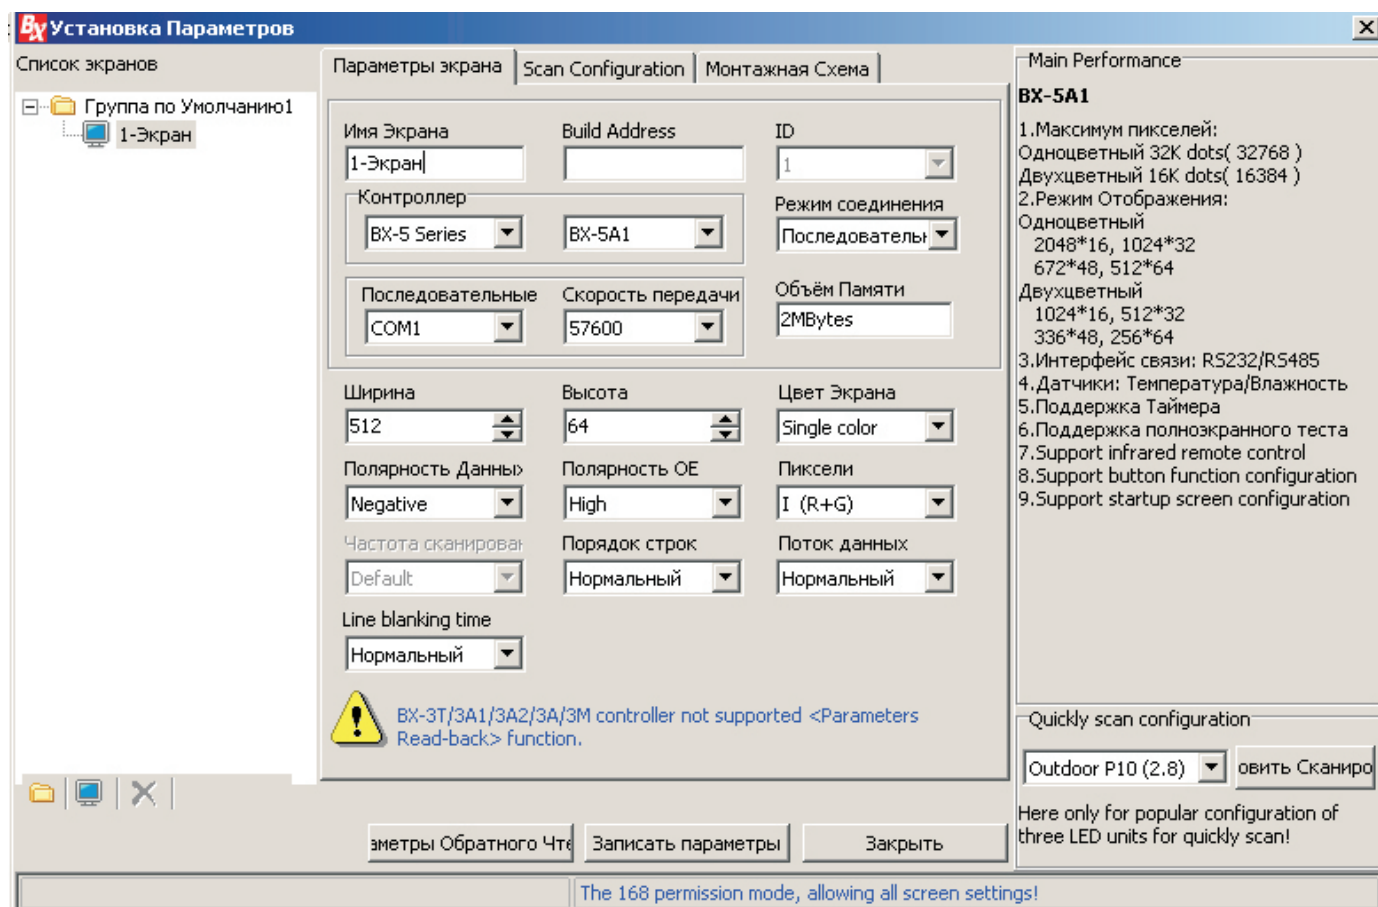 BX Установка Параметров
Список экранов
Группа по Умолчанию1
1-Экран
Параметры экрана
Scan Configuration
Монтажная Схема
Имя Экрана
Build Address
ID
1-Экран
1
Контроллер
Режим соединения
BX-5 Series
BX-5A1
Последовательн
Последовательные
Скорость передачи
Объём Памяти
COM1
57600
2MBytes
Ширина
Высота
Цвет Экрана
512
64
Single color
Полярность Данных
Полярность OE
Пиксели
Negative
High
I (R+G)
Частота сканирован
Порядок строк
Поток данных
Default
Нормальный
Нормальный
Line blanking time
Нормальный
BX-3T/3A1/3A2/3A/3M controller not supported <Parameters
Read-back> function.
аметры Обратного Чте
Записать параметры
Закрыть
Main Performance
BX-5A1
1.Максимум пикселей:
Одноцветный 32K dots( 32768 )
Двухцветный 16K dots( 16384 )
2.Режим Отображения:
Одноцветный
2048*16, 1024*32
672*48, 512*64
Двухцветный
1024*16, 512*32
336*48, 256*64
3.Интерфейс связи: RS232/RS485
4.Датчики: Температура/Влажность
5.Поддержка Таймера
6.Поддержка полноэкранного теста
7.Support infrared remote control
8.Support button function configuration
9.Support startup screen configuration
Quickly scan configuration
Outdoor P10 (2.8)
овить Сканиро
Here only for popular configuration of
three LED units for quickly scan!
The 168 permission mode, allowing all screen settings!